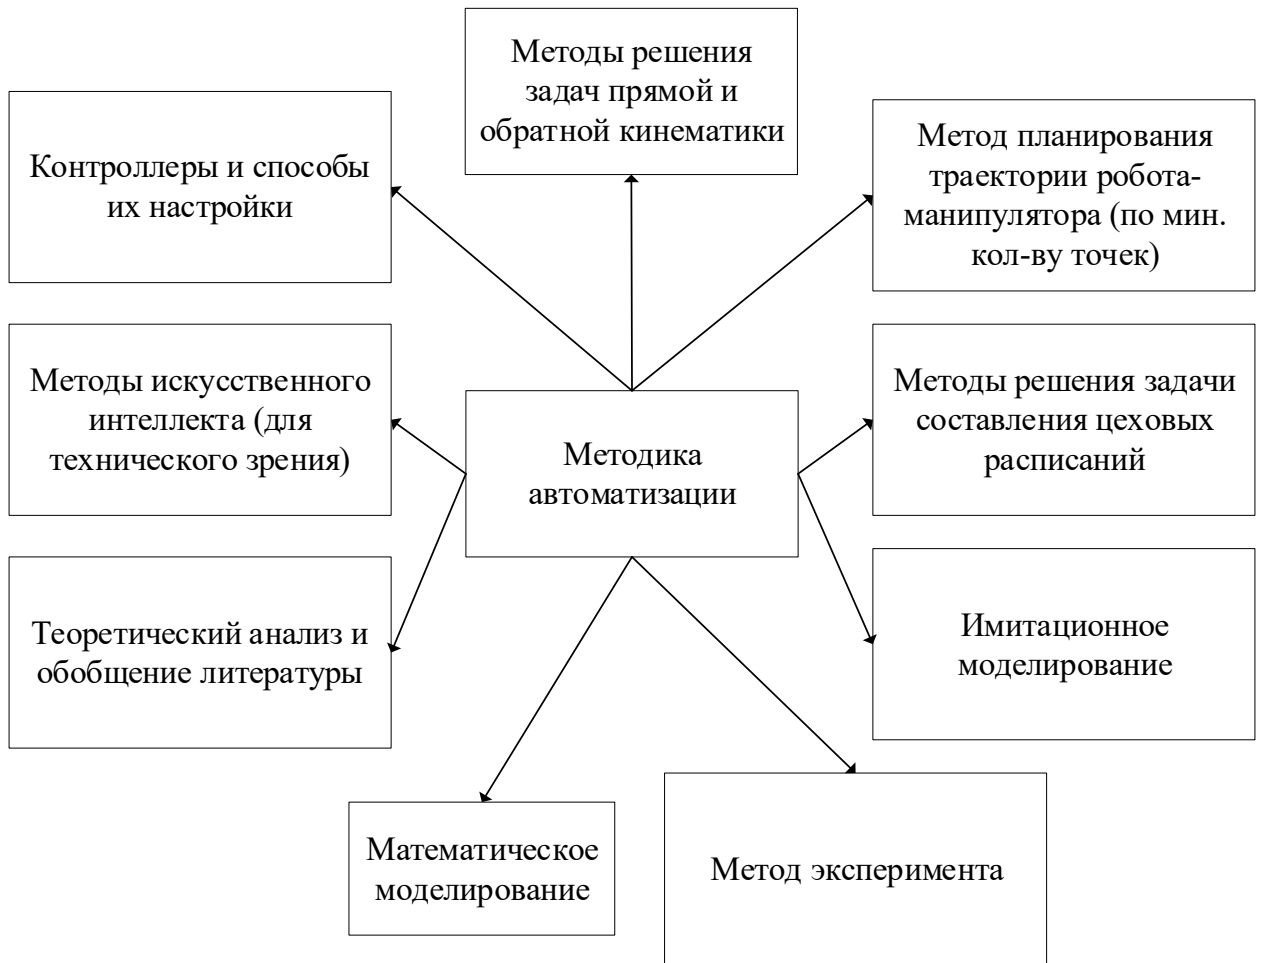 Методы решения
задач прямой и
обратной кинематики
Контроллеры и способы
их настройки
Метод планирования
траектории робота-
манипулятора (по мин.
кол-ву точек)
Методы искусственного
интеллекта (для
технического зрения)
Методика
автоматизации
Методы решения задачи
составления цеховых
расписаний
Теоретический анализ и
обобщение литературы
Имитационное
моделирование
Математическое
моделирование
Метод эксперимента